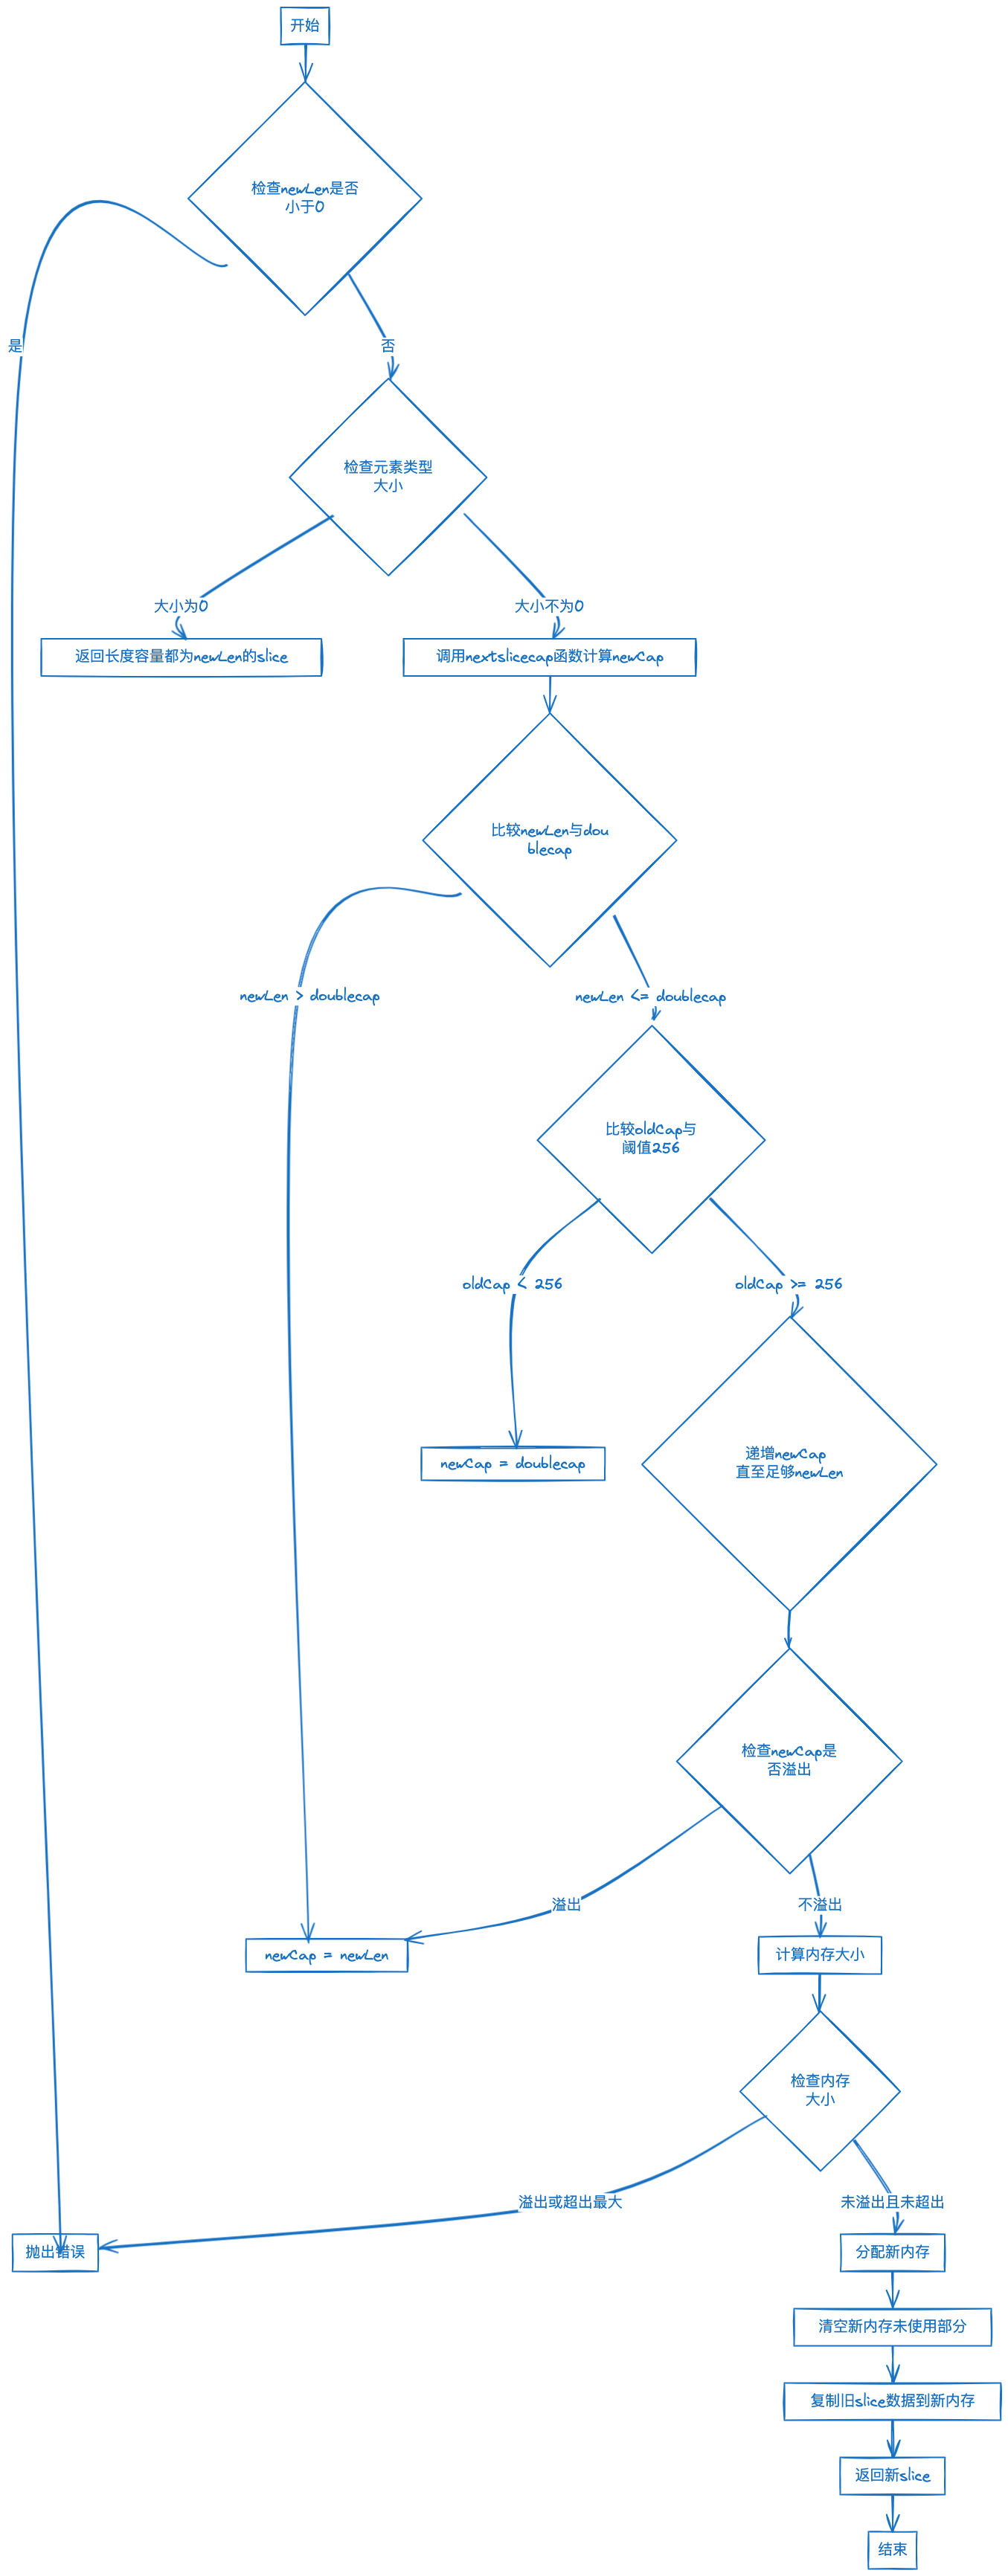 开始
检查newLen是否
小于0
是
否
检查元素类型
大小
大小为0
大小不为0
返回长度容量都为newLen的slice
调用nextslicecap函数计算newCap
比较newLen与dou
blecap
newLen > doublecap
newLen <= doublecap
比较oldCap与
阈值256
oldCap < 256
oldCap >= 256
newCap = doublecap
递增newCap
直至足够newLen
检查newCap是
否溢出
溢出
不溢出
newCap = newLen
计算内存大小
检查内存
大小
溢出或超出最大
未溢出且未超出
抛出错误
分配新内存
清空新内存未使用部分
复制旧slice数据到新内存
返回新slice
结束